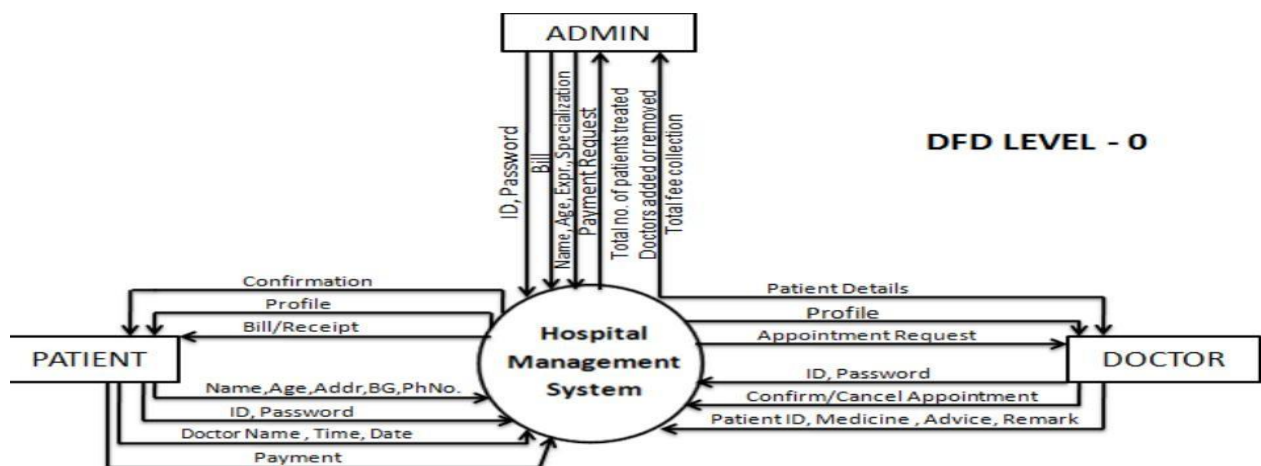 ADMIN
ID, Password
Bill
Name, Age, Expr., Specialization
Payment Request
Total no. of patients treated
Doctors added or removed
Total fee collection
DFD LEVEL - 0
Confirmation
Profile
Bill/Receipt
PATIENT
Name,Age,Addr,BG,PhNo.
ID, Password
Doctor Name , Time, Date
Payment
Hospital
Management
System
Patient Details
Profile
Appointment Request
DOCTOR
ID, Password
Confirm/Cancel Appointment
Patient ID, Medicine , Advice, Remark